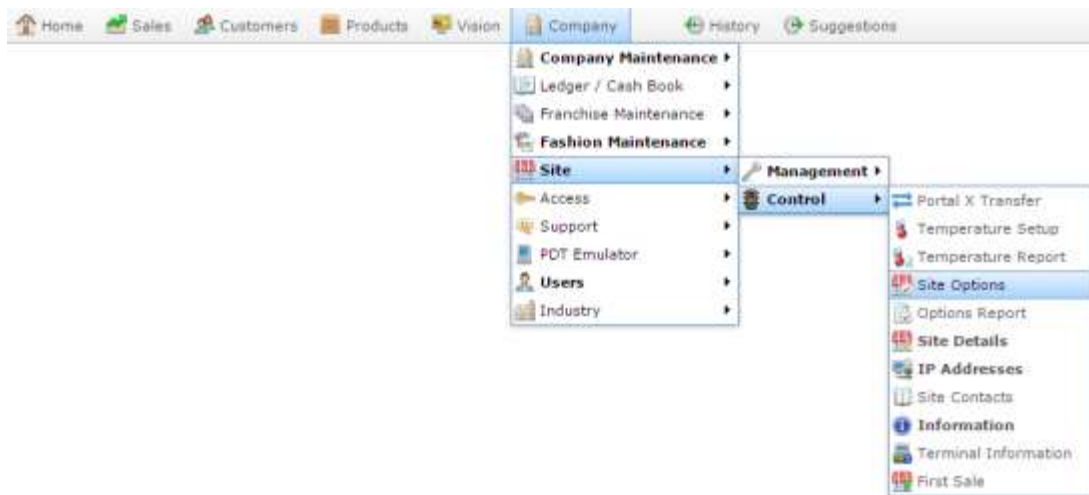 Home Sales Customers Products Vision Company History Suggestions
Company Maintenance
Ledger / Cash Book
Franchise Maintenance
Fashion Maintenance
Site
Management
Access
Control
Portal X Transfer
Support
Temperature Setup
PDT Emulator
Temperature Report
Users
Site Options
Industry
Options Report
Site Details
IP Addresses
Site Contacts
Information
Terminal Information
First Sale